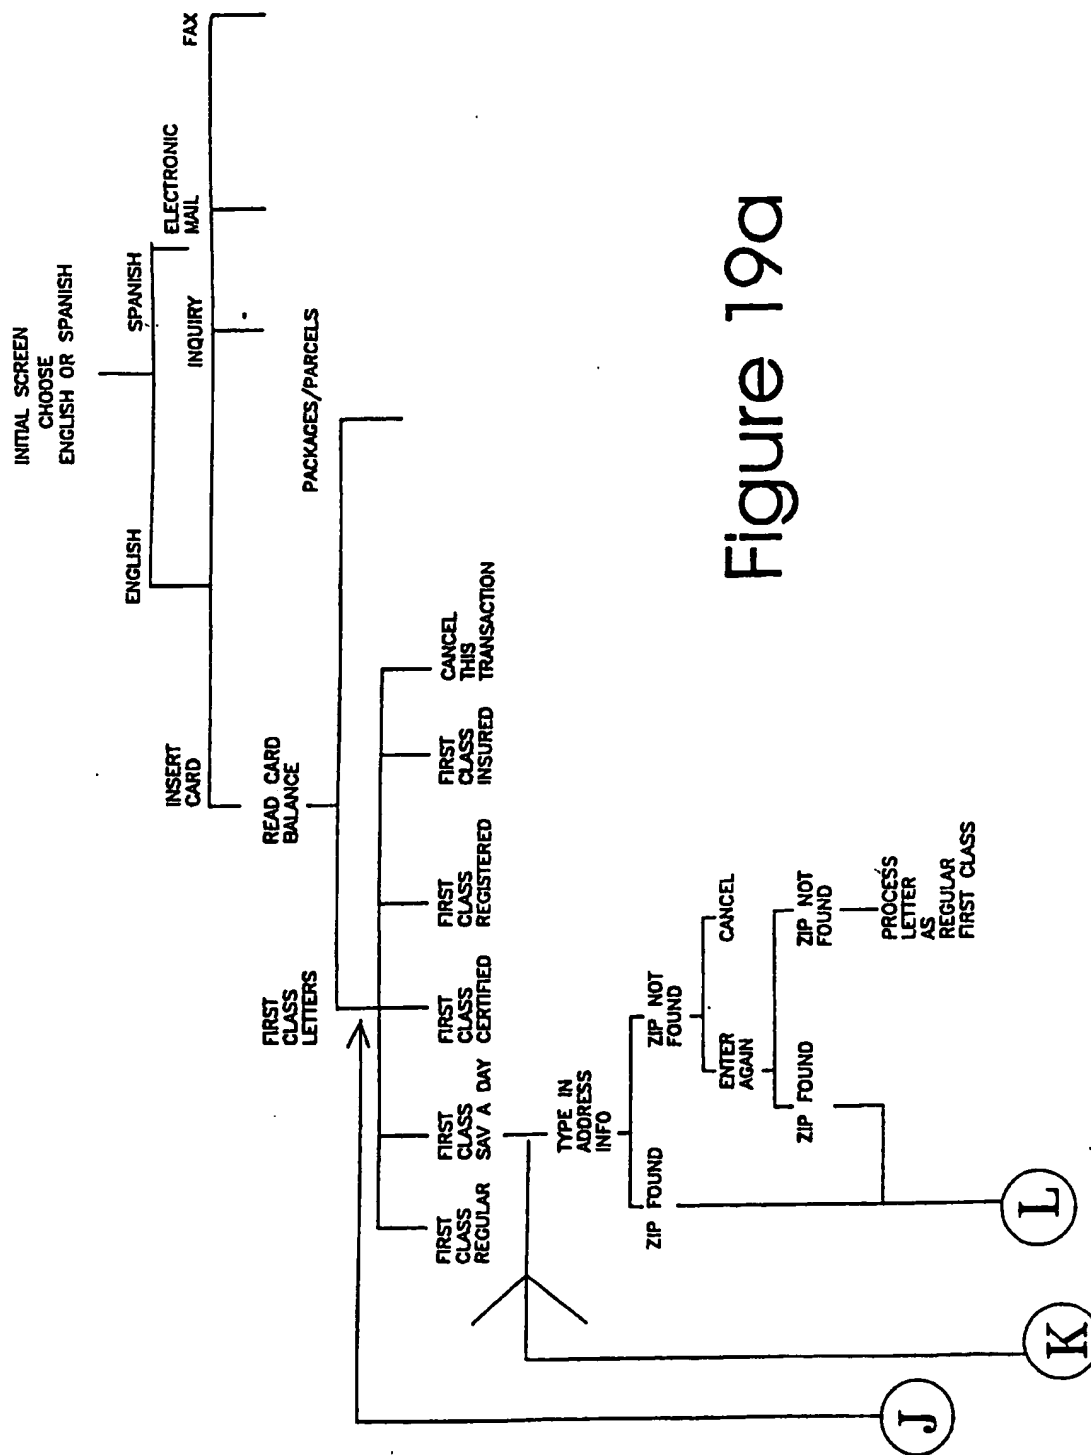 INITIAL SCREEN
CHOOSE
ENGLISH OR SPANISH
ENGLISH
SPANISH
INSERT
CARD
INQUIRY
ELECTRONIC
MAIL
FAX
READ CARD
BALANCE
FIRST
CLASS
LETTERS
PACKAGES/PARCELS
FIRST
CLASS
REGULAR
FIRST
CLASS
SAV A DAY
FIRST
CLASS
CERTIFIED
FIRST
CLASS
REGISTERED
FIRST
CLASS
INSURED
CANCEL
THIS
TRANSACTION
TYPE IN
ADDRESS
INFO
ZIP FOUND
ZIP NOT
FOUND
ENTER
AGAIN
CANCEL
ZIP FOUND
ZIP NOT
FOUND
PROCESS
LETTER
AS
REGULAR
FIRST CLASS
J
K
L
Figure 19a